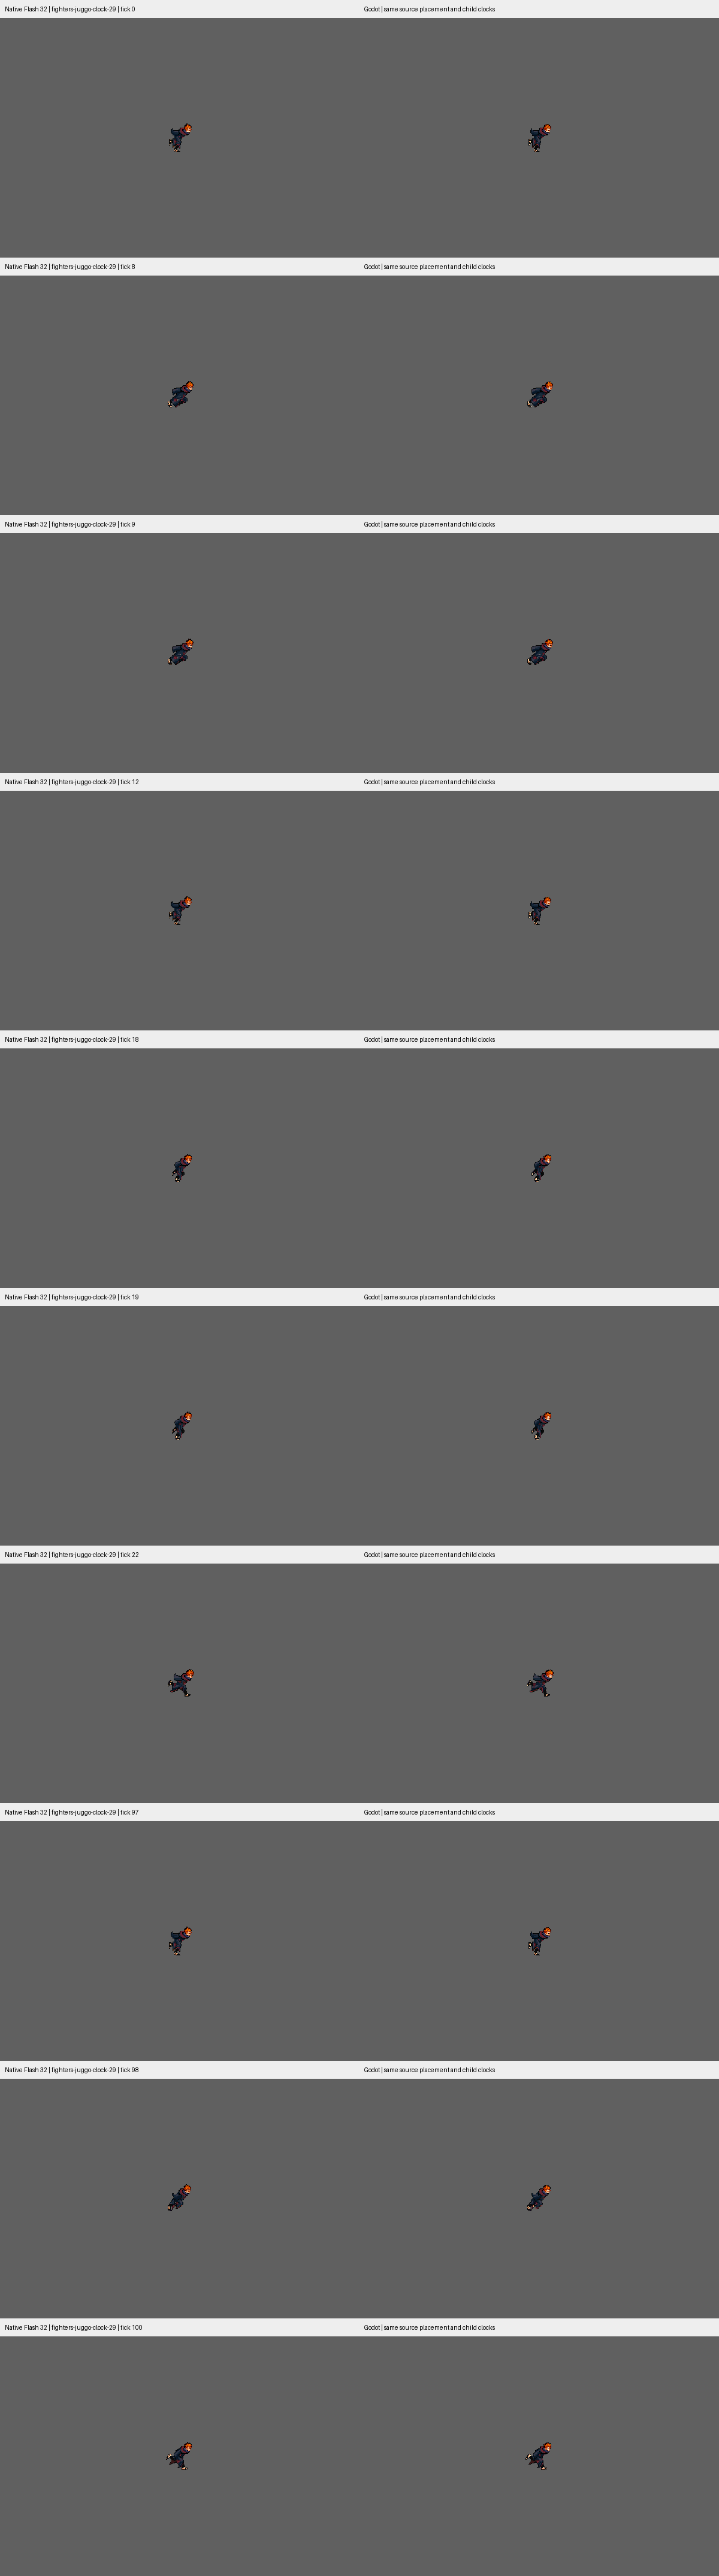 Native Flash 32 | fighters-juggo-clock-29 | tick 0
Godot | same source placement and child clocks
Native Flash 32 | fighters-juggo-clock-29 | tick 8
Godot | same source placement and child clocks
Native Flash 32 | fighters-juggo-clock-29 | tick 9
Godot | same source placement and child clocks
Native Flash 32 | fighters-juggo-clock-29 | tick 12
Godot | same source placement and child clocks
Native Flash 32 | fighters-juggo-clock-29 | tick 18
Godot | same source placement and child clocks
Native Flash 32 | fighters-juggo-clock-29 | tick 19
Godot | same source placement and child clocks
Native Flash 32 | fighters-juggo-clock-29 | tick 22
Godot | same source placement and child clocks
Native Flash 32 | fighters-juggo-clock-29 | tick 97
Godot | same source placement and child clocks
Native Flash 32 | fighters-juggo-clock-29 | tick 98
Godot | same source placement and child clocks
Native Flash 32 | fighters-juggo-clock-29 | tick 100
Godot | same source placement and child clocks